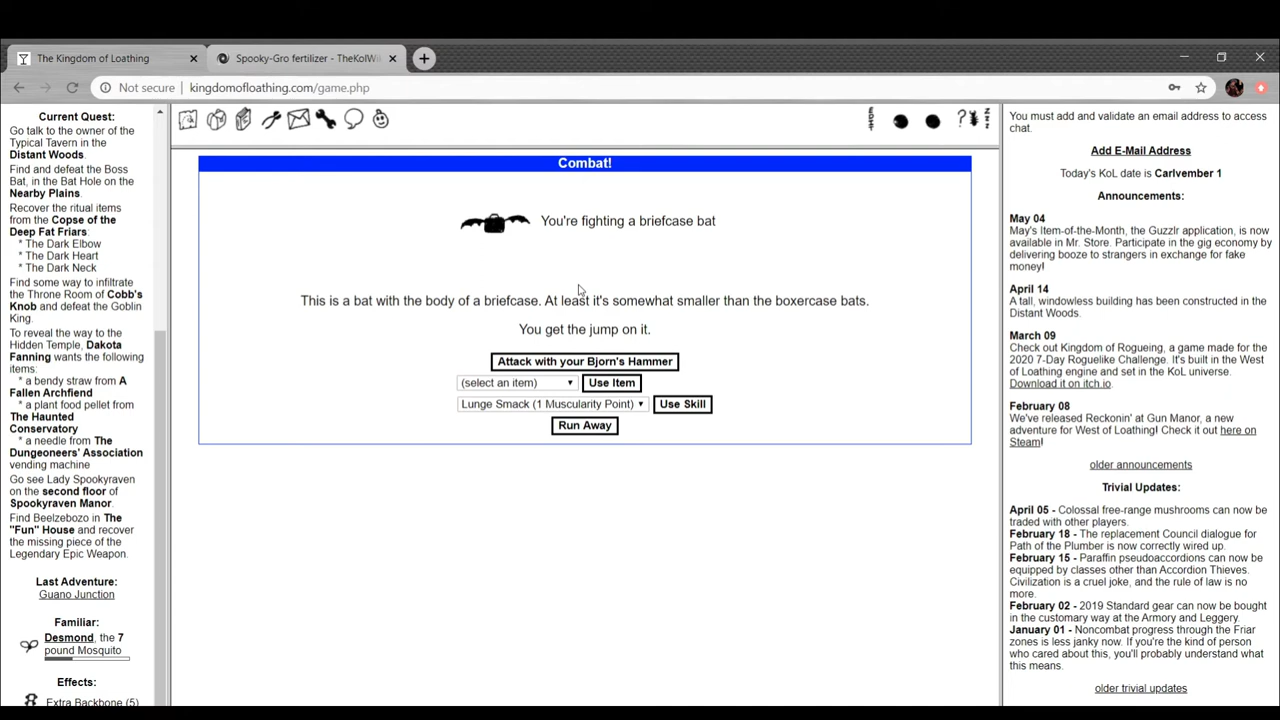 The Kingdom of Loathing
Spooky-Gro fertilizer - TheKolWi
Not secure
kingdomofloathing.com/game.php
Current Quest:
Go talk to the owner of the
Typical Tavern in the
Distant Woods.
Find and defeat the Boss
Bat, in the Bat Hole on the
Nearby Plains.
Recover the ritual items
from the Copse of the
Deep Fat Friars:
* The Dark Elbow
* The Dark Heart
* The Dark Neck
Find some way to infiltrate
the Throne Room of Cobb's
Knob and defeat the Goblin
King.
To reveal the way to the
Hidden Temple, Dakota
Fanning wants the following
items:
* a bendy straw from A
Fallen Archfiend
* a plant food pellet from
The Haunted
Conservatory
* a needle from The
Dungeoneers' Association
vending machine
Go see Lady Spookyraven
on the second floor of
Spookyraven Manor.
Find Beelzebozo in The
"Fun" House and recover
the missing piece of the
Legendary Epic Weapon.
Last Adventure:
Guano Junction
Familiar:
Desmond, the 7
pound Mosquito
Effects:
Extra Backbone (5)
Combat!
You're fighting a briefcase bat
This is a bat with the body of a briefcase. At least it's somewhat smaller than the boxercase bats.
You get the jump on it.
Attack with your Bjorn's Hammer
(select an item) Use Item
Lunge Smack (1 Muscularity Point) Use Skill
Run Away
You must add and validate an email address to access
chat.
Add E-Mail Address
Today's KoL date is Carlvember 1
Announcements:
May 04
May's Item-of-the-Month, the Guzzlr application, is now
available in Mr. Store. Participate in the gig economy by
delivering booze to strangers in exchange for fake
money!
April 14
A tall, windowless building has been constructed in the
Distant Woods.
March 09
Check out Kingdom of Rogueing, a game made for the
2020 7-Day Roguelike Challenge. It's built in the West
of Loathing engine and set in the KoL universe.
Download it on itch.io.
February 08
We've released Reckonin' at Gun Manor, a new
adventure for West of Loathing! Check it out here on
Steam!
older announcements
Trivial Updates:
April 05 - Colossal free-range mushrooms can now be
traded with other players.
February 18 - The replacement Council dialogue for
Path of the Plumber is now correctly wired up.
February 15 - Paraffin pseudoaccordions can now be
equipped by classes other than Accordion Thieves.
Civilization is a cruel joke, and the rule of law is no
more.
February 02 - 2019 Standard gear can now be bought
in the customary way at the Armory and Leggery.
January 01 - Noncombat progress through the Friar
zones is less janky now. If you're the kind of person
who cared about this, you'll probably understand what
this means.
older trivial updates